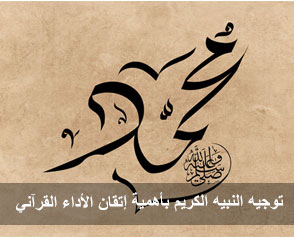 محمد
صلى الله عليه وسلم
توجيه النبيه الكريم بأهمية إتقان الأداء القرآني